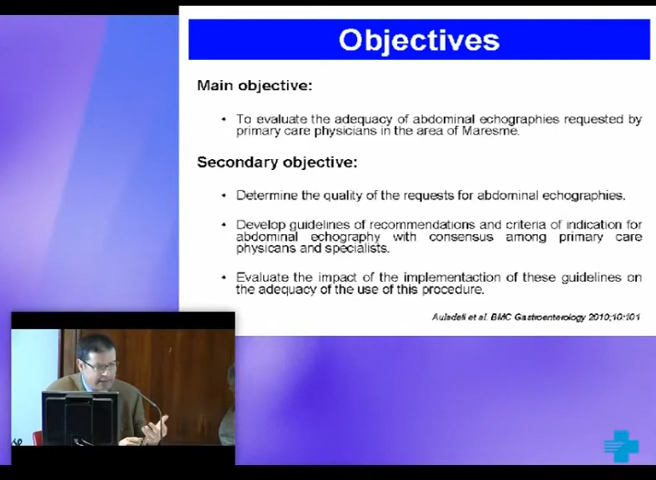 Objectives
Main objective:
• To evaluate the adequacy of abdominal echographies requested by
primary care physicians in the area of Maresme.
Secondary objective:
• Determine the quality of the requests for abdominal echographies.
• Develop guidelines of recommendations and criteria of indication for
abdominal echography with consensus among primary care
physicans and specialists.
• Evaluate the impact of the implementaction of these guidelines on
the adequacy of the use of this procedure.
Auladell et al. BMC Gastroenterology 2010;10:101